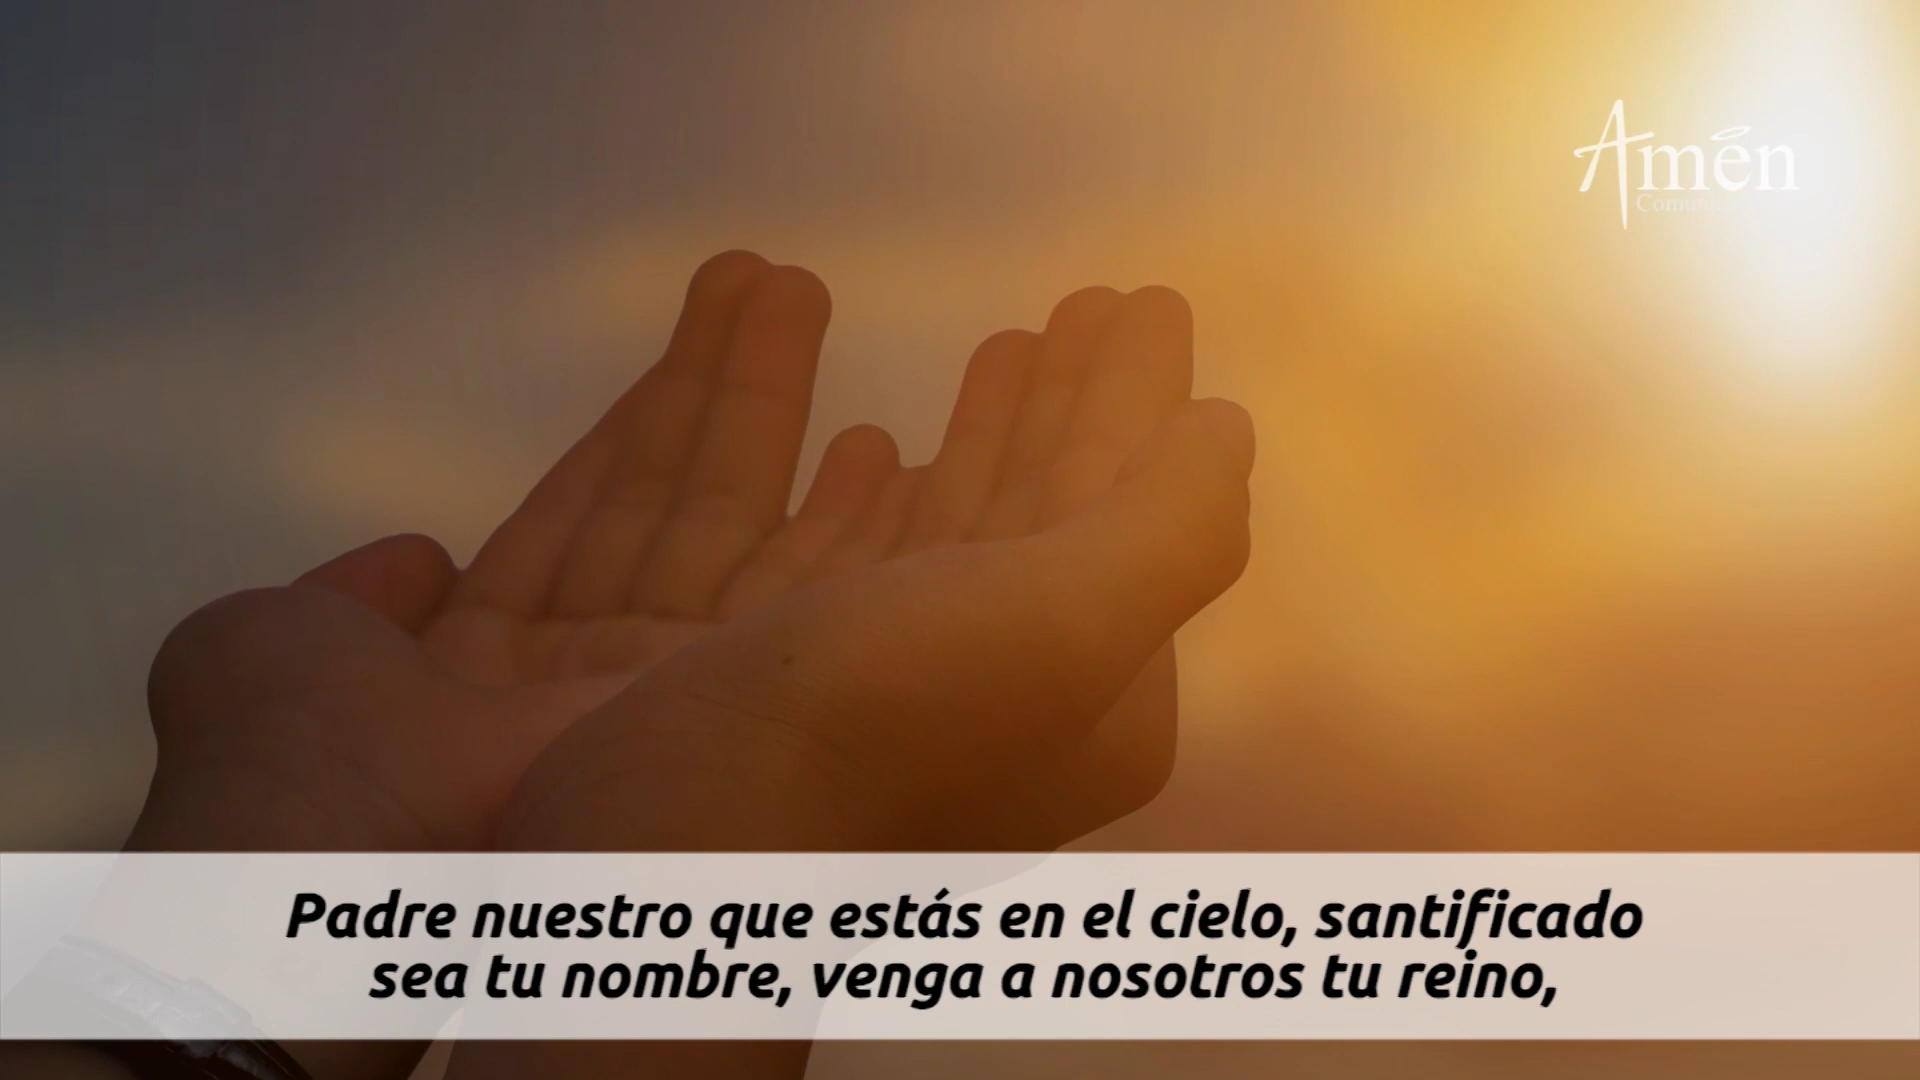 Amén
Padre nuestro que estás en el cielo, santificado
sea tu nombre, venga a nosotros tu reino,